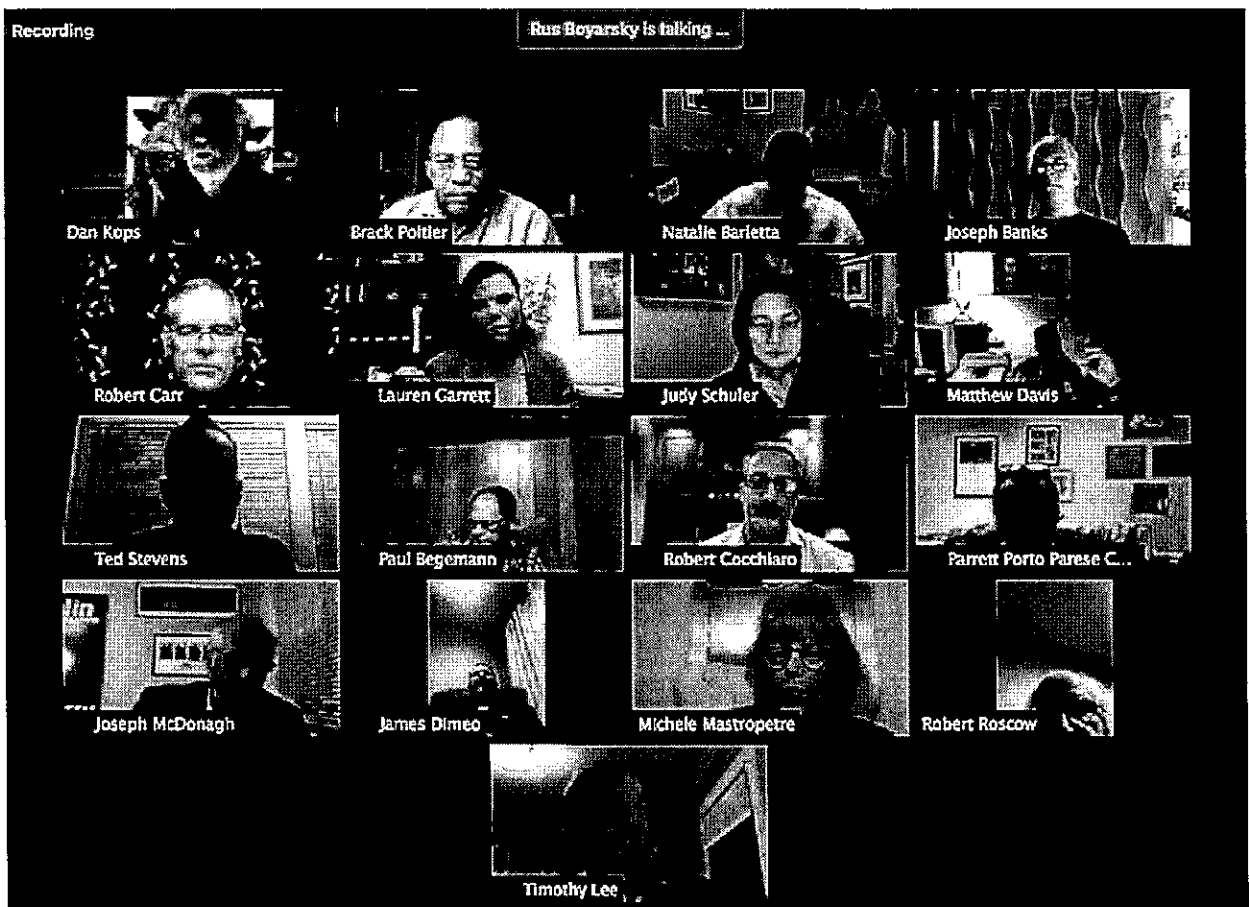 Recording
Rus Boyarsky is talking ...
Dan Kops
Brack Poitier
Natalie Barletta
Joseph Banks
Robert Carr
Lauren Garrett
Judy Schuler
Matthew Davis
Ted Stevens
Paul Begemann
Robert Cocchiaro
Parrett Porto Parese C...
Joseph McDonagh
James Dimeo
Michele Mastropetre
Robert Roscow
Timothy Lee